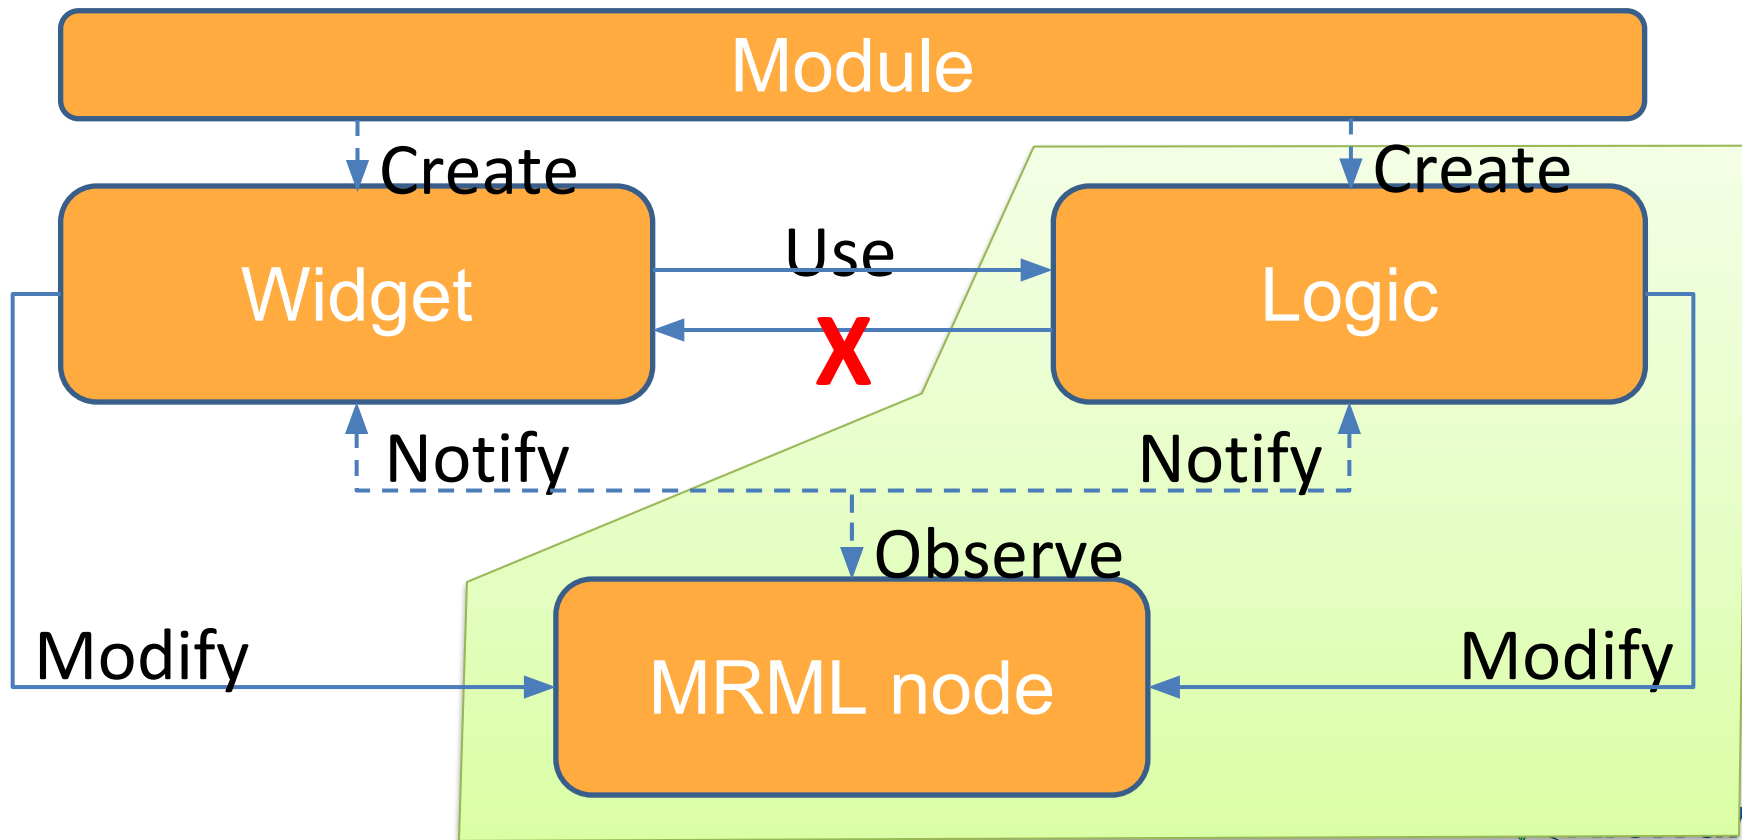 Module
Create
Create
Widget
Use
Logic
X
Notify
Notify
Observe
Modify
MRML node
Modify